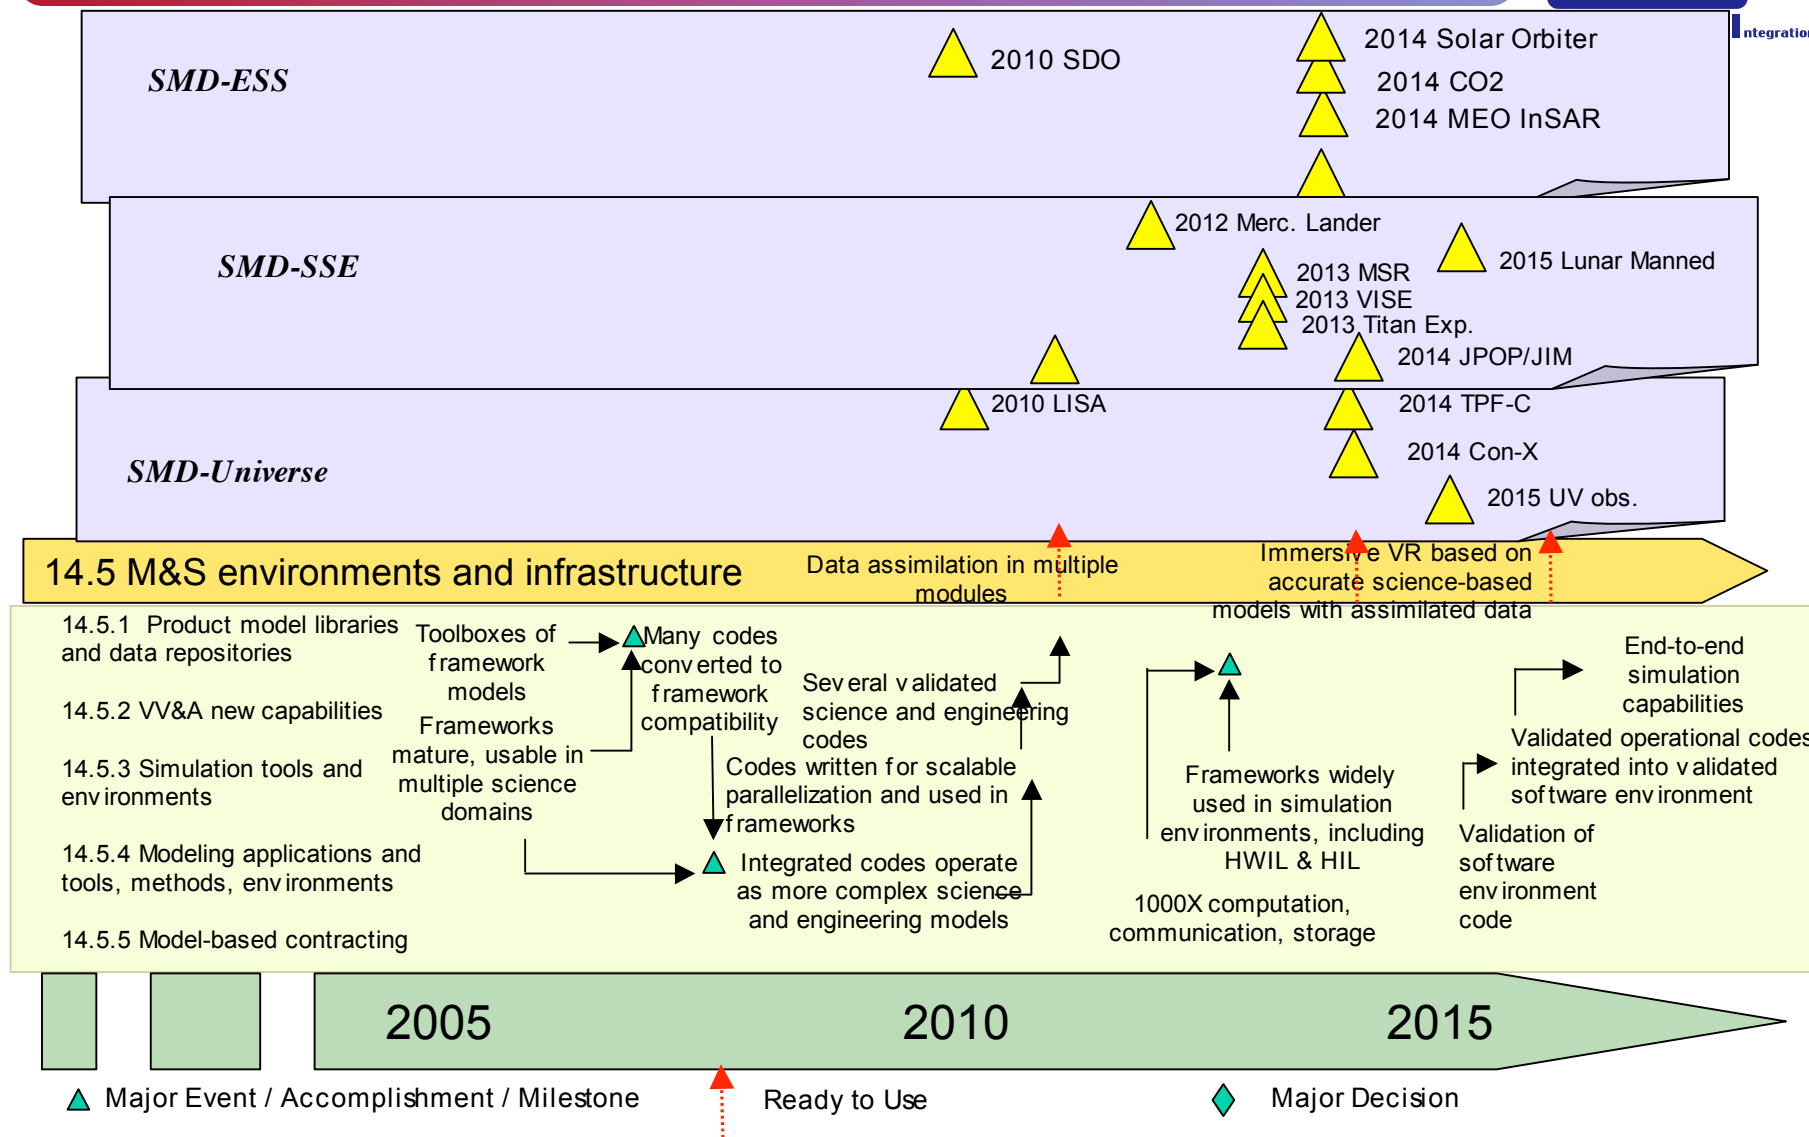 ntegration
SMD-ESS
2010 SDO
2014 Solar Orbiter
2014 CO2
2014 MEO InSAR
SMD-SSE
2012 Merc. Lander
2013 MSR
2013 VISE
2013 Titan Exp.
2015 Lunar Manned
2014 JPOP/JIM
SMD-Universe
2010 LISA
2014 TPF-C
2014 Con-X
2015 UV obs.
14.5 M&S environments and infrastructure
Data assimilation in multiple
modules
Immersive VR based on
accurate science-based
models with assimilated data
14.5.1 Product model libraries
and data repositories
14.5.2 VV&A new capabilities
14.5.3 Simulation tools and
environments
14.5.4 Modeling applications and
tools, methods, environments
14.5.5 Model-based contracting
Toolboxes of
framework
models
Frameworks
mature, usable in
multiple science
domains
Many codes
converted to
framework
compatibility
Several validated
science and engineering
codes
Codes written for scalable
parallelization and used in
frameworks
Integrated codes operate
as more complex science
and engineering models
Frameworks widely
used in simulation
environments, including
HWIL & HIL
1000X computation,
communication, storage
End-to-end
simulation
capabilities
Validated operational codes
integrated into validated
software environment
Validation of
software
environment
code
2005
2010
2015
Major Event / Accomplishment / Milestone
Ready to Use
Major Decision